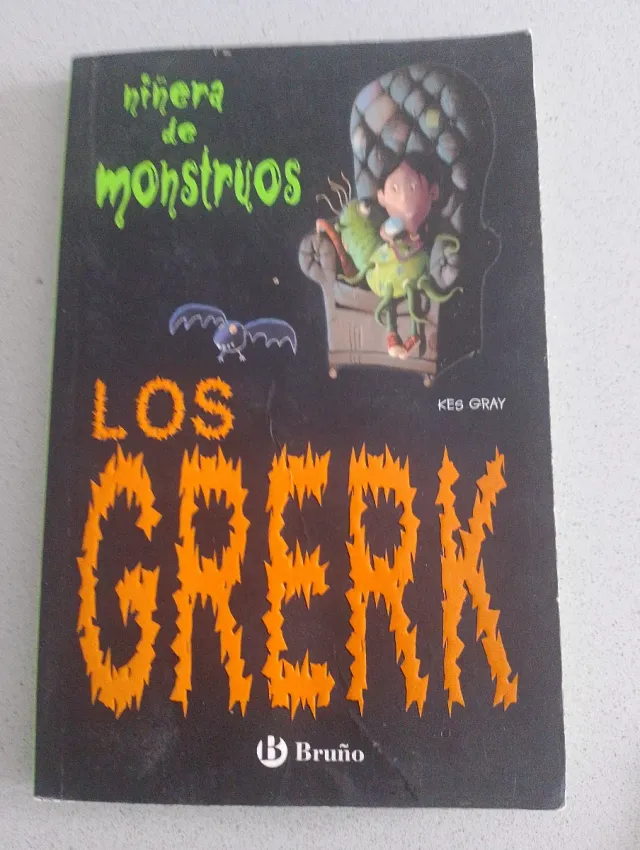 niñera
de
monstruos
KES GRAY
LOS
GRERK
B Bruño